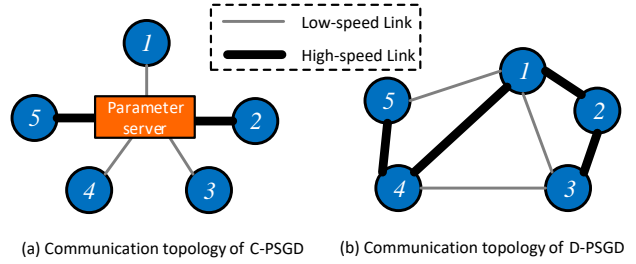 Low-speed Link
High-speed Link
1
5
Parameter
server
2
4
3
1
5
2
4
3
(a) Communication topology of C-PSGD
(b) Communication topology of D-PSGD